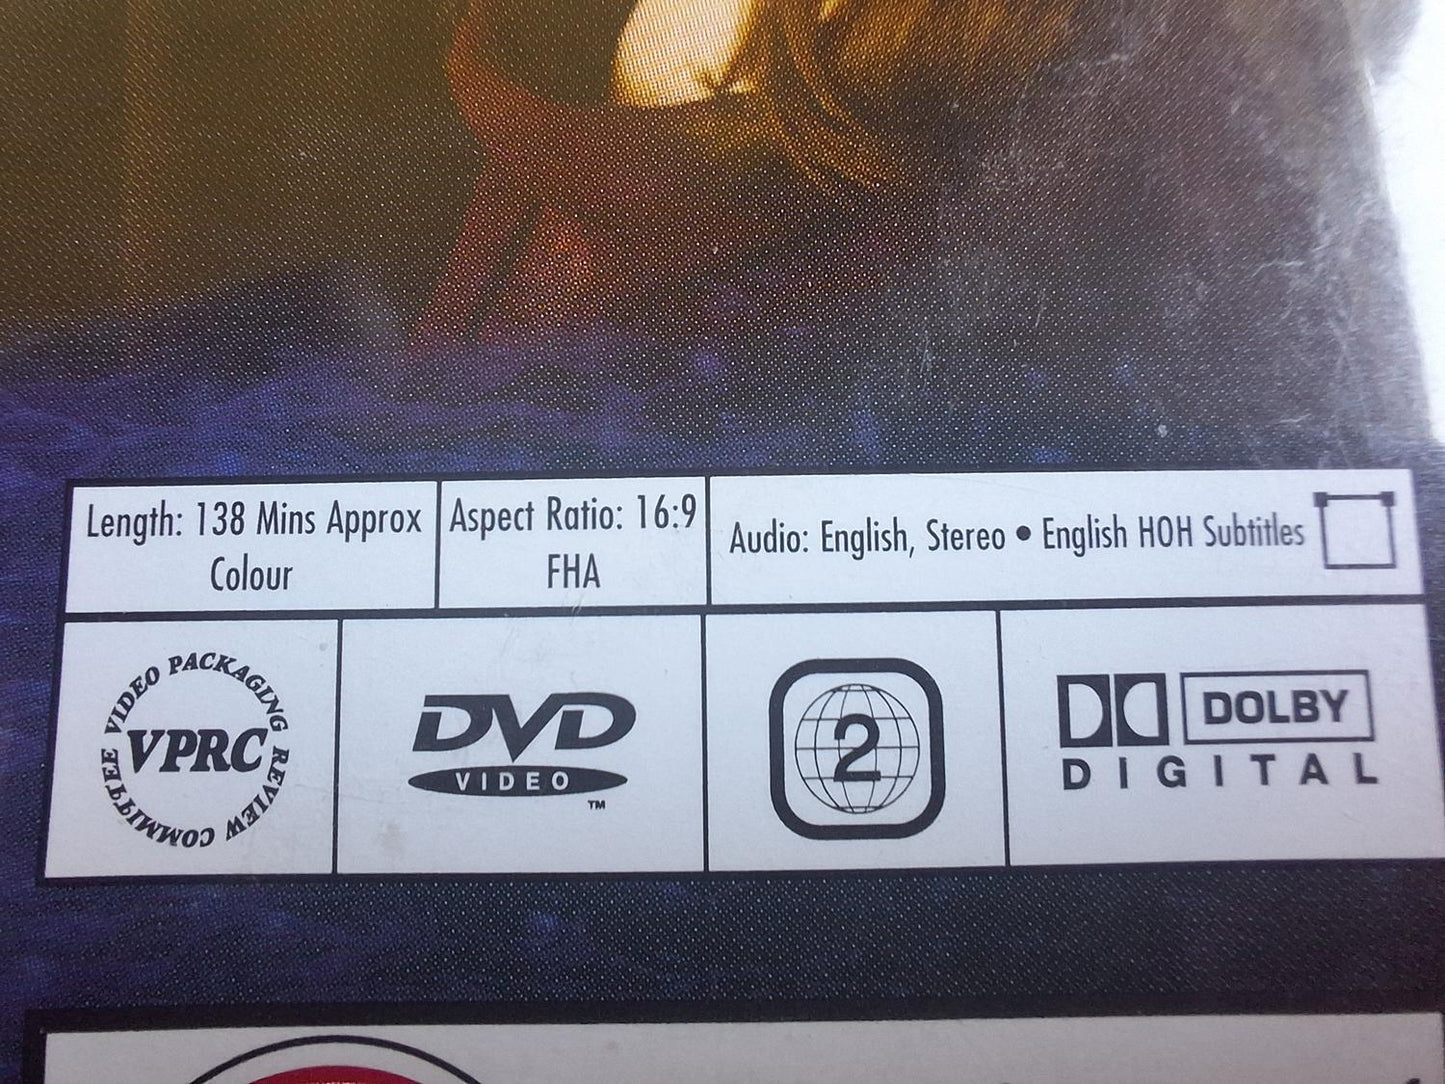 Length: 138 Mins Approx
Colour
Aspect Ratio: 16:9
FHA
Audio: English, Stereo • English HOH Subtitles
VIDEO PACKAGING REVIEW COMMITTEE
VPRC
DVD
VIDEO
TM
2
DOLBY
DIGITAL